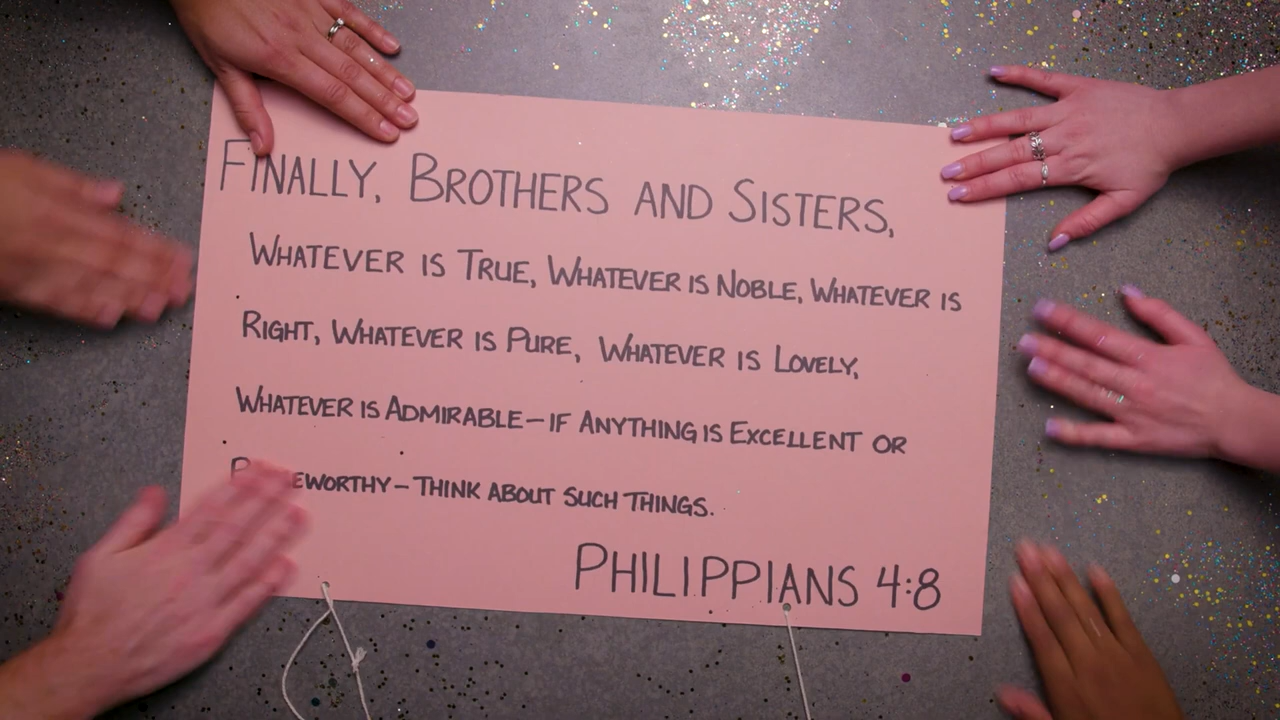 Finally, Brothers and Sisters,
Whatever is True, Whatever is Noble, Whatever is
Right, Whatever is Pure, Whatever is Lovely,
Whatever is Admirable—if Anything is Excellent or
—Think about such things.
Philippians 4:8